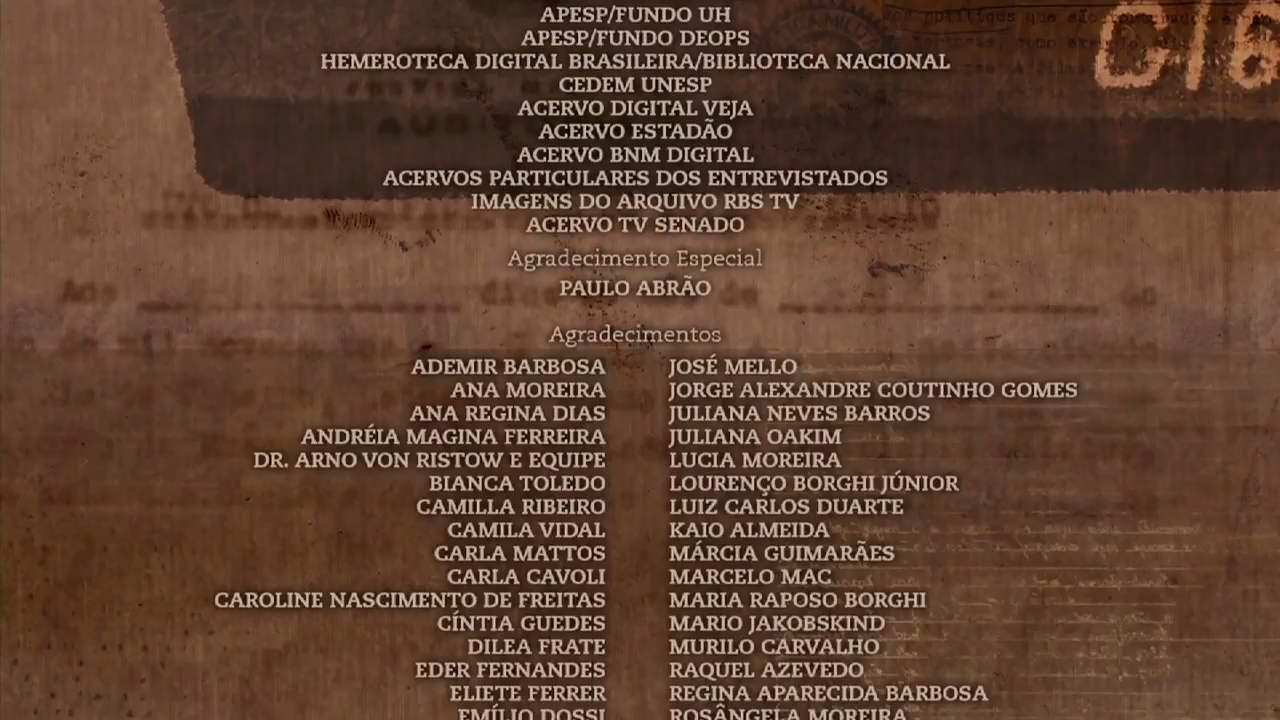 APESP/FUNDO UH
APESP/FUNDO DEOPS
HEMEROTECA DIGITAL BRASILEIRA/BIBLIOTECA NACIONAL
CEDEM UNESP
ACERVO DIGITAL VEJA
ACERVO ESTADÃO
ACERVO BNM DIGITAL
ACERVOS PARTICULARES DOS ENTREVISTADOS
IMAGENS DO ARQUIVO RBS TV
ACERVO TV SENADO
Agradecimento Especial
PAULO ABRÃO
Agradecimentos
ADEMIR BARBOSA
ANA MOREIRA
ANA REGINA DIAS
ANDRÉIA MAGINA FERREIRA
DR. ARNO VON RISTOW E EQUIPE
BIANCA TOLEDO
CAMILLA RIBEIRO
CAMILA VIDAL
CARLA MATTOS
CARLA CAVOLI
CAROLINE NASCIMENTO DE FREITAS
CÍNTIA GUEDES
DILEA FRATE
EDER FERNANDES
ELIETE FERRER
EMÍLIO DOSSI
JOSÉ MELLO
JORGE ALEXANDRE COUTINHO GOMES
JULIANA NEVES BARROS
JULIANA OAKIM
LUCIA MOREIRA
LOURENÇO BORGHI JÚNIOR
LUIZ CARLOS DUARTE
KAIO ALMEIDA
MÁRCIA GUIMARÃES
MARCELO MAC
MARIA RAPOSO BORGHI
MARIO JAKOBSKIND
MURILO CARVALHO
RAQUEL AZEVEDO
REGINA APARECIDA BARBOSA
ROSÂNGELA MOREIRA